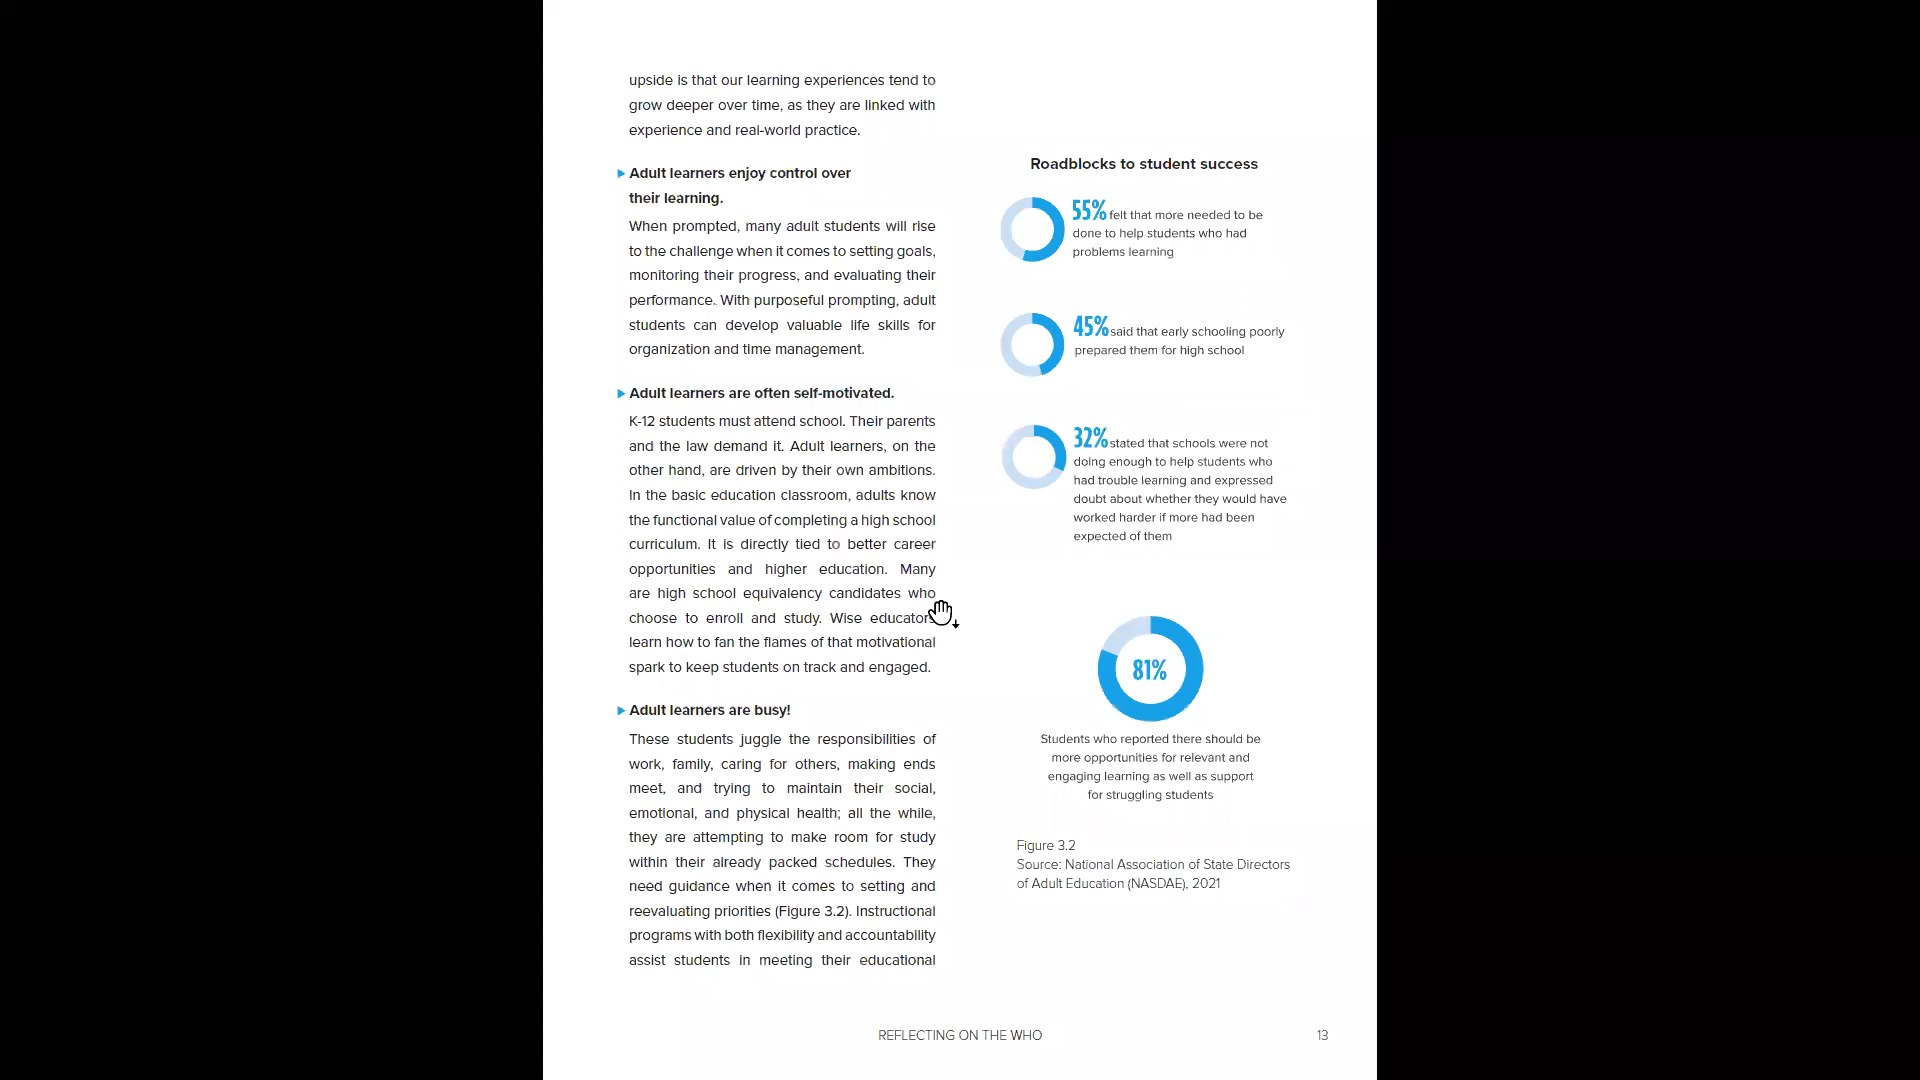 upside is that our learning experiences tend to
grow deeper over time, as they are linked with
experience and real-world practice.
Adult learners enjoy control over
their learning.
When prompted, many adult students will rise
to the challenge when it comes to setting goals,
monitoring their progress, and evaluating their
performance. With purposeful prompting, adult
students can develop valuable life skills for
organization and time management.
Adult learners are often self-motivated.
K-12 students must attend school. Their parents
and the law demand it. Adult learners, on the
other hand, are driven by their own ambitions.
In the basic education classroom, adults know
the functional value of completing a high school
curriculum. It is directly tied to better career
opportunities and higher education. Many
are high school equivalency candidates who
choose to enroll and study. Wise educators
learn how to fan the flames of that motivational
spark to keep students on track and engaged.
Adult learners are busy!
These students juggle the responsibilities of
work, family, caring for others, making ends
meet, and trying to maintain their social,
emotional, and physical health; all the while,
they are attempting to make room for study
within their already packed schedules. They
need guidance when it comes to setting and
reevaluating priorities (Figure 3.2). Instructional
programs with both flexibility and accountability
assist students in meeting their educational
Roadblocks to student success
55% felt that more needed to be
done to help students who had
problems learning
45% said that early schooling poorly
prepared them for high school
32% stated that schools were not
doing enough to help students who
had trouble learning and expressed
doubt about whether they would have
worked harder if more had been
expected of them
81%
Students who reported there should be
more opportunities for relevant and
engaging learning as well as support
for struggling students
Figure 3.2
Source: National Association of State Directors
of Adult Education (NASDAE), 2021
REFLECTING ON THE WHO
13